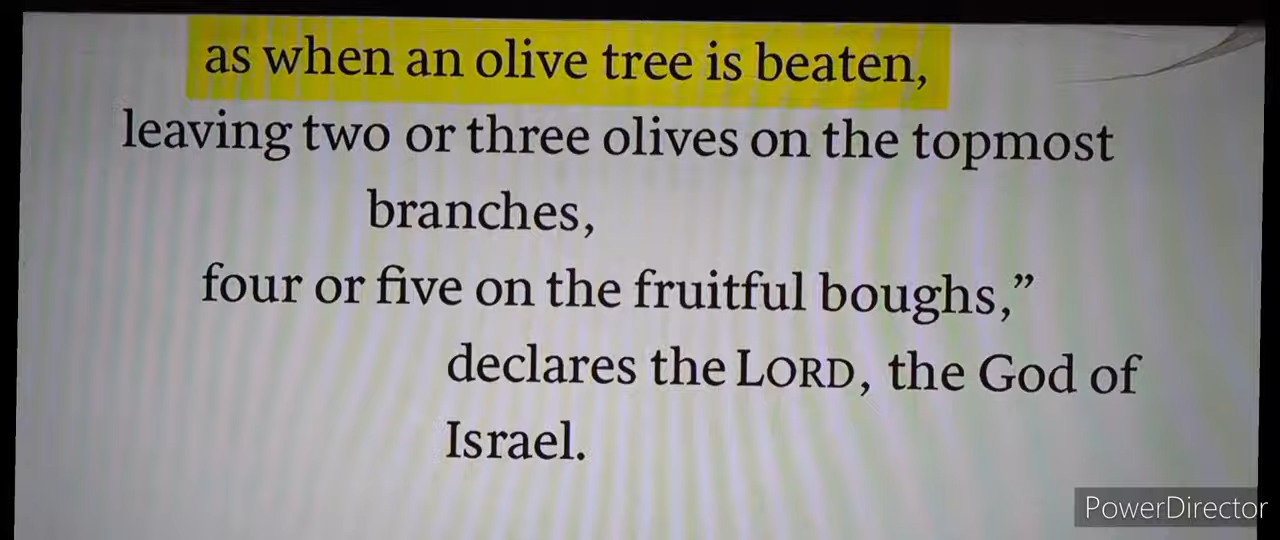 as when an olive tree is beaten,
leaving two or three olives on the topmost
branches,
four or five on the fruitful boughs,”
declares the LORD, the God of
Israel.
PowerDirector